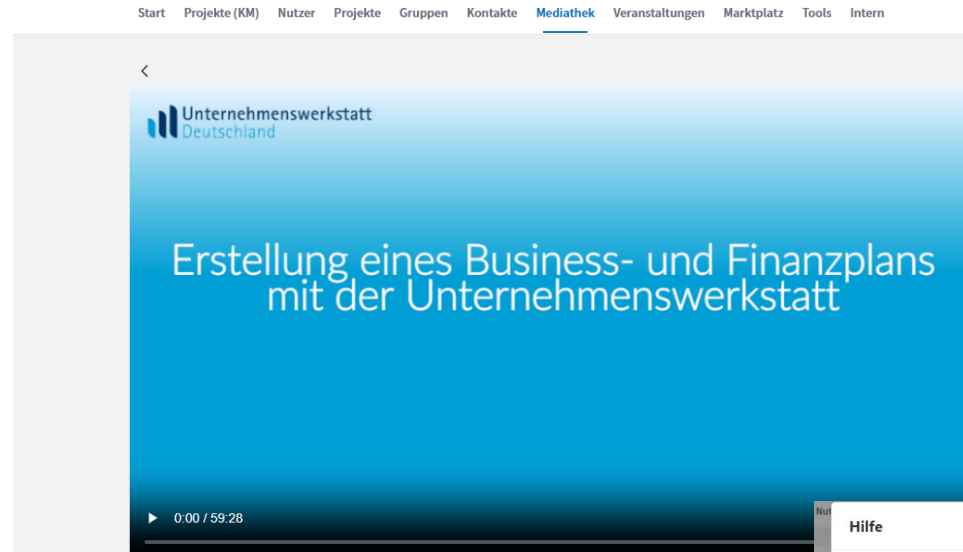 Start Projekte (KM) Nutzer Projekte Gruppen Kontakte Mediathek Veranstaltungen Marktplatz Tools Intern
Unternehmenswerkstatt
Deutschland
Erstellung eines Business- und Finanzplans
mit der Unternehmenswerkstatt
0:00 / 59:28
Hilfe